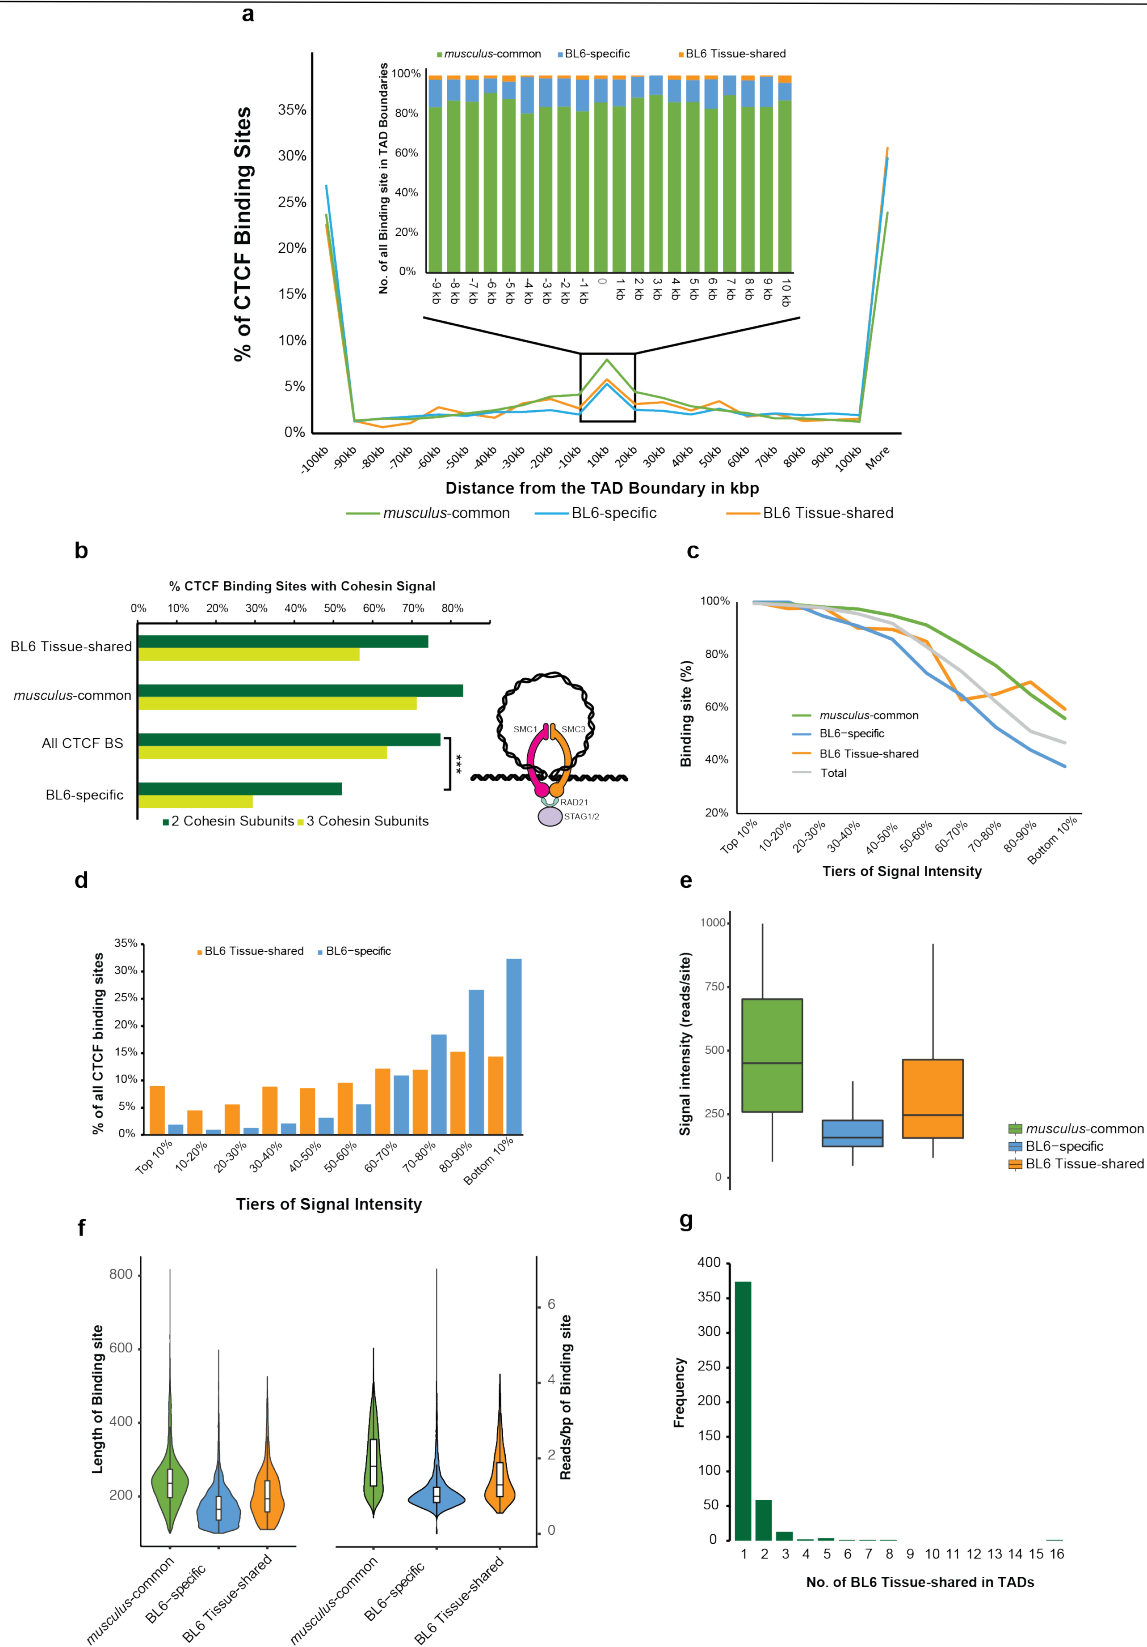 a
musculus-common BL6-specific BL6 Tissue-shared
No. of all Binding site in TAD Boundaries
100%
80%
60%
40%
20%
0%
-9 kb -8 kb -7 kb -6 kb -5 kb -4 kb -3 kb -2 kb -1 kb 0 1 kb 2 kb 3 kb 4 kb 5 kb 6 kb 7 kb 8 kb 9 kb 10 kb
% of CTCF Binding Sites
35%
30%
25%
20%
15%
10%
5%
0%
-100kb -90kb -80kb -70kb -60kb -50kb -40kb -30kb -20kb -10kb 10kb 20kb 30kb 40kb 50kb 60kb 70kb 80kb 90kb 100kb More
Distance from the TAD Boundary in kbp
musculus-common BL6-specific BL6 Tissue-shared
b
% CTCF Binding Sites with Cohesin Signal
0% 10% 20% 30% 40% 50% 60% 70% 80%
BL6 Tissue-shared
musculus-common
All CTCF BS
BL6-specific
***
2 Cohesin Subunits 3 Cohesin Subunits
SMC1 SMC3
RAD21
STAG1/2
c
Binding site (%)
100%
80%
60%
40%
20%
musculus-common
BL6−specific
BL6 Tissue-shared
Total
Top 10% 10-20% 20-30% 30-40% 40-50% 50-60% 60-70% 70-80% 80-90% Bottom 10%
Tiers of Signal Intensity
d
% of all CTCF binding sites
35%
30%
25%
20%
15%
10%
5%
0%
BL6 Tissue-shared BL6−specific
Top 10% 10-20% 20-30% 30-40% 40-50% 50-60% 60-70% 70-80% 80-90% Bottom 10%
Tiers of Signal Intensity
e
Signal intensity (reads/site)
1000
750
500
250
0
musculus-common
BL6−specific
BL6 Tissue-shared
f
Length of Binding site
800
600
400
200
musculus-common BL6−specific BL6 Tissue-shared
Reads/bp of Binding site
6
4
2
0
musculus-common BL6−specific BL6 Tissue-shared
g
Frequency
400
350
300
250
200
150
100
50
0
1 2 3 4 5 6 7 8 9 10 11 12 13 14 15 16
No. of BL6 Tissue-shared in TADs